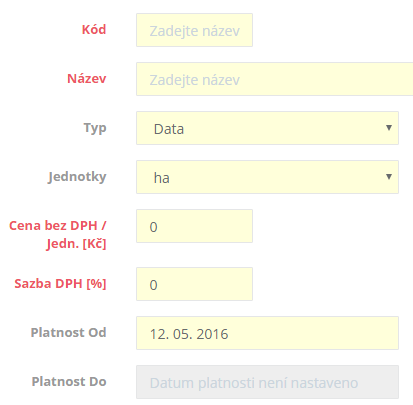 Kód Zadejte název
Název Zadejte název
Typ Data
Jednotky ha
Cena bez DPH / 0
Jedn. [Kč]
Sazba DPH [%] 0
Platnost Od 12. 05. 2016
Platnost Do Datum platnosti není nastaveno